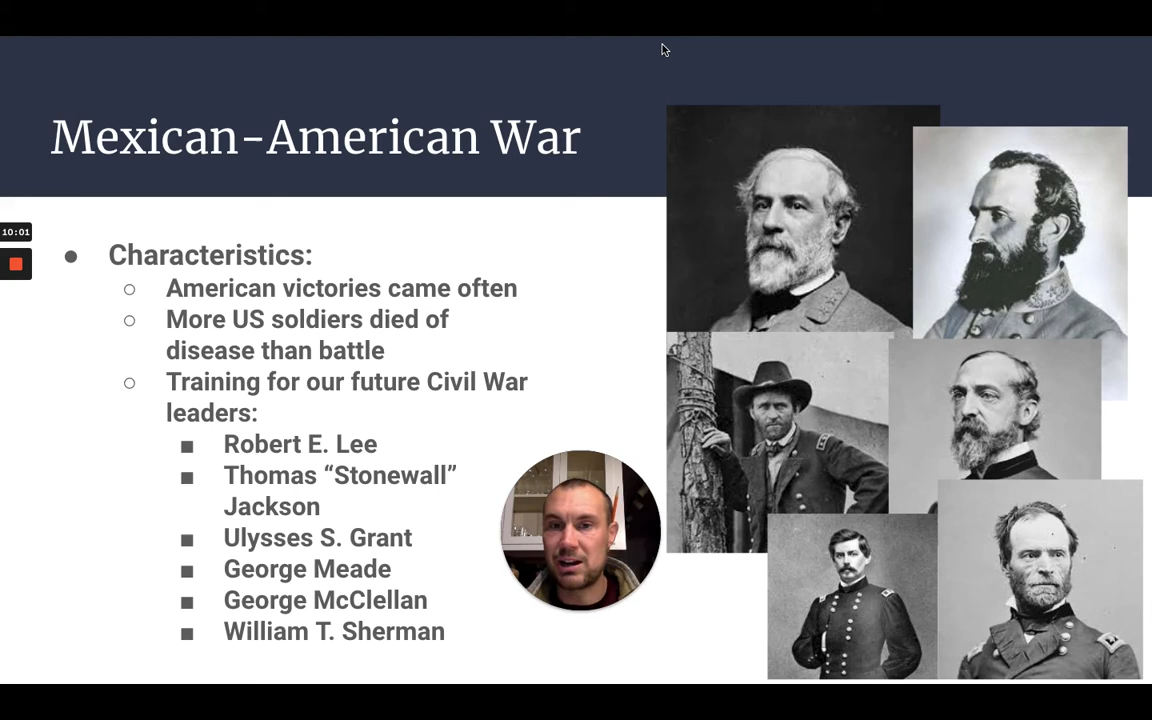 Mexican-American War
10:01
● Characteristics:
○ American victories came often
○ More US soldiers died of
disease than battle
○ Training for our future Civil War
leaders:
■ Robert E. Lee
■ Thomas “Stonewall”
Jackson
■ Ulysses S. Grant
■ George Meade
■ George McClellan
■ William T. Sherman